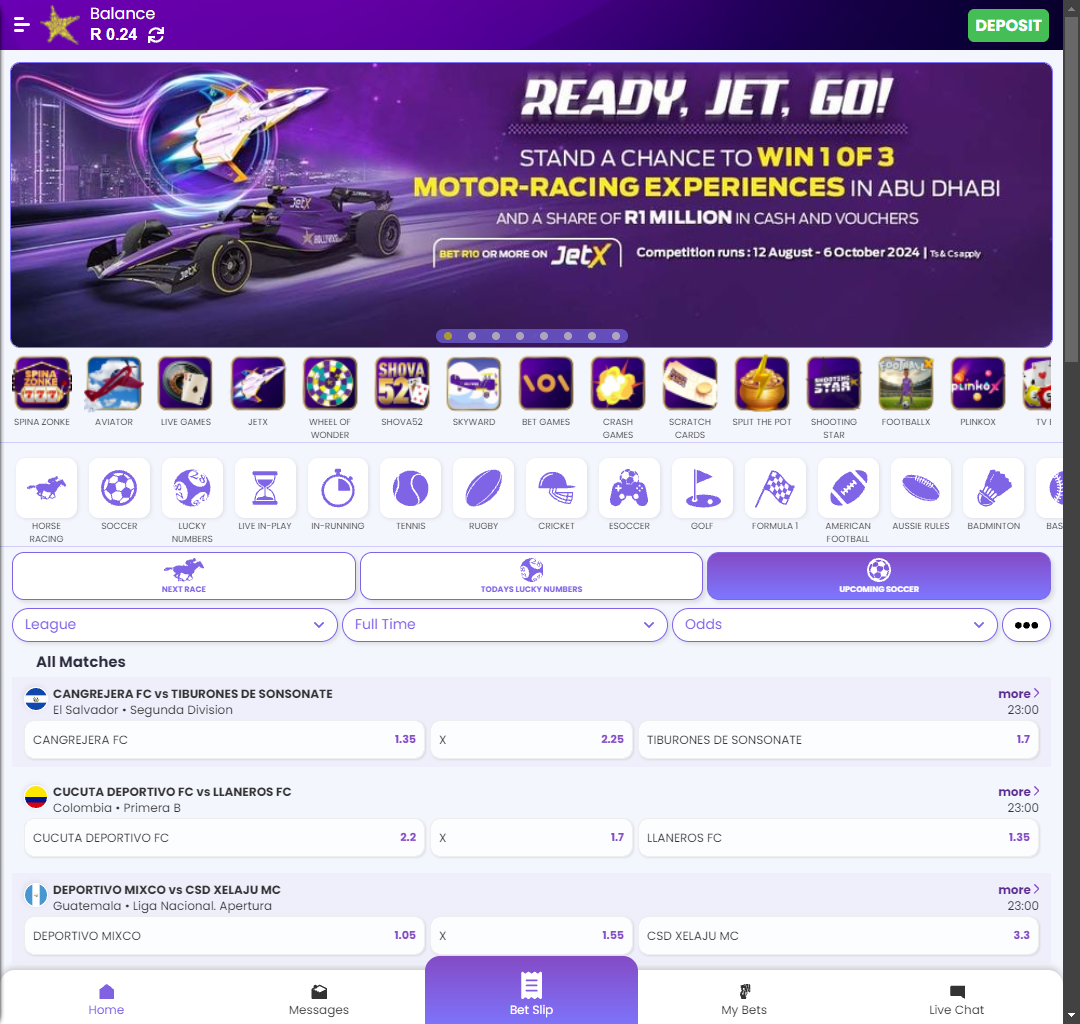 Balance
R 0.24
DEPOSIT
READY, JET, GO!
STAND A CHANCE TO WIN 1 OF 3
MOTOR-RACING EXPERIENCES IN ABU DHABI
AND A SHARE OF R1 MILLION IN CASH AND VOUCHERS
BET R10 OR MORE ON JetX
Competition runs : 12 August - 6 October 2024 | Ts & Cs apply
JetX
HOLLYWOOD
JetX
SPINA ZONKE
AVIATOR
LIVE GAMES
JETX
WHEEL OF
WONDER
SHOVA52
SKYWARD
BET GAMES
CRASH
GAMES
SCRATCH
CARDS
SPLIT THE POT
SHOOTING
STAR
FOOTBALLX
PLINKOX
HORSE
RACING
SOCCER
LUCKY
NUMBERS
LIVE IN-PLAY
IN-RUNNING
TENNIS
RUGBY
CRICKET
ESOCCER
GOLF
FORMULA 1
AMERICAN
FOOTBALL
AUSSIE RULES
BADMINTON
NEXT RACE
TODAYS LUCKY NUMBERS
UPCOMING SOCCER
League
Full Time
Odds
All Matches
CANGREJERA FC vs TIBURONES DE SONSONATE
more
El Salvador • Segunda Division
23:00
CANGREJERA FC 1.35
X 2.25
TIBURONES DE SONSONATE 1.7
CUCUTA DEPORTIVO FC vs LLANEROS FC
more
Colombia • Primera B
23:00
CUCUTA DEPORTIVO FC 2.2
X 1.7
LLANEROS FC 1.35
DEPORTIVO MIXCO vs CSD XELAJU MC
more
Guatemala • Liga Nacional. Apertura
23:00
DEPORTIVO MIXCO 1.05
X 1.55
CSD XELAJU MC 3.3
Home
Messages
Bet Slip
My Bets
Live Chat